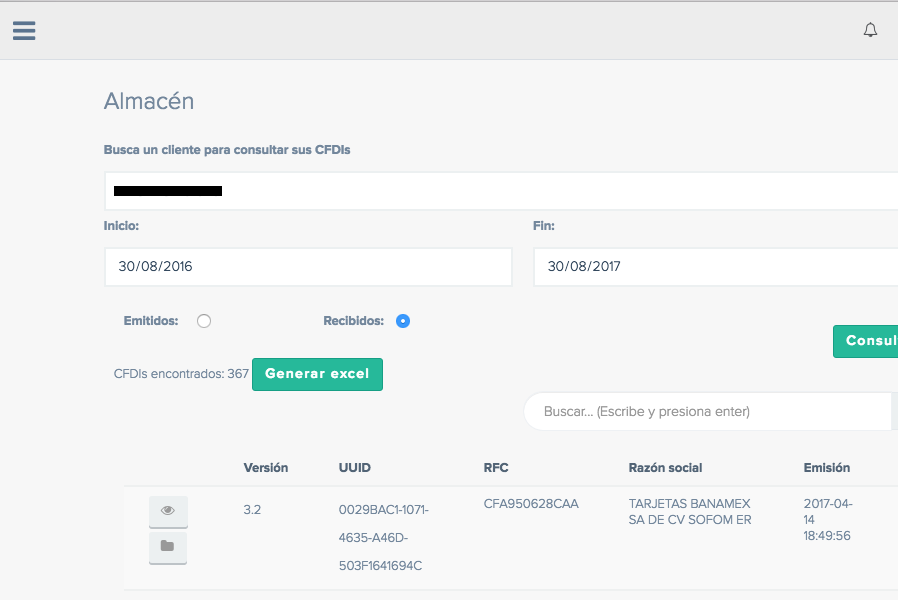 Almacén
Busca un cliente para consultar sus CFDIs
Inicio:
Fin:
30/08/2016
30/08/2017
Emitidos:
Recibidos:
Consul
CFDIs encontrados: 367
Generar excel
Buscar... (Escribe y presiona enter)
Versión UUID RFC Razón social Emisión
3.2
0029BAC1-1071-
4635-A46D-
503F1641694C
CFA950628CAA
TARJETAS BANAMEX
SA DE CV SOFOM ER
2017-04-
14
18:49:56